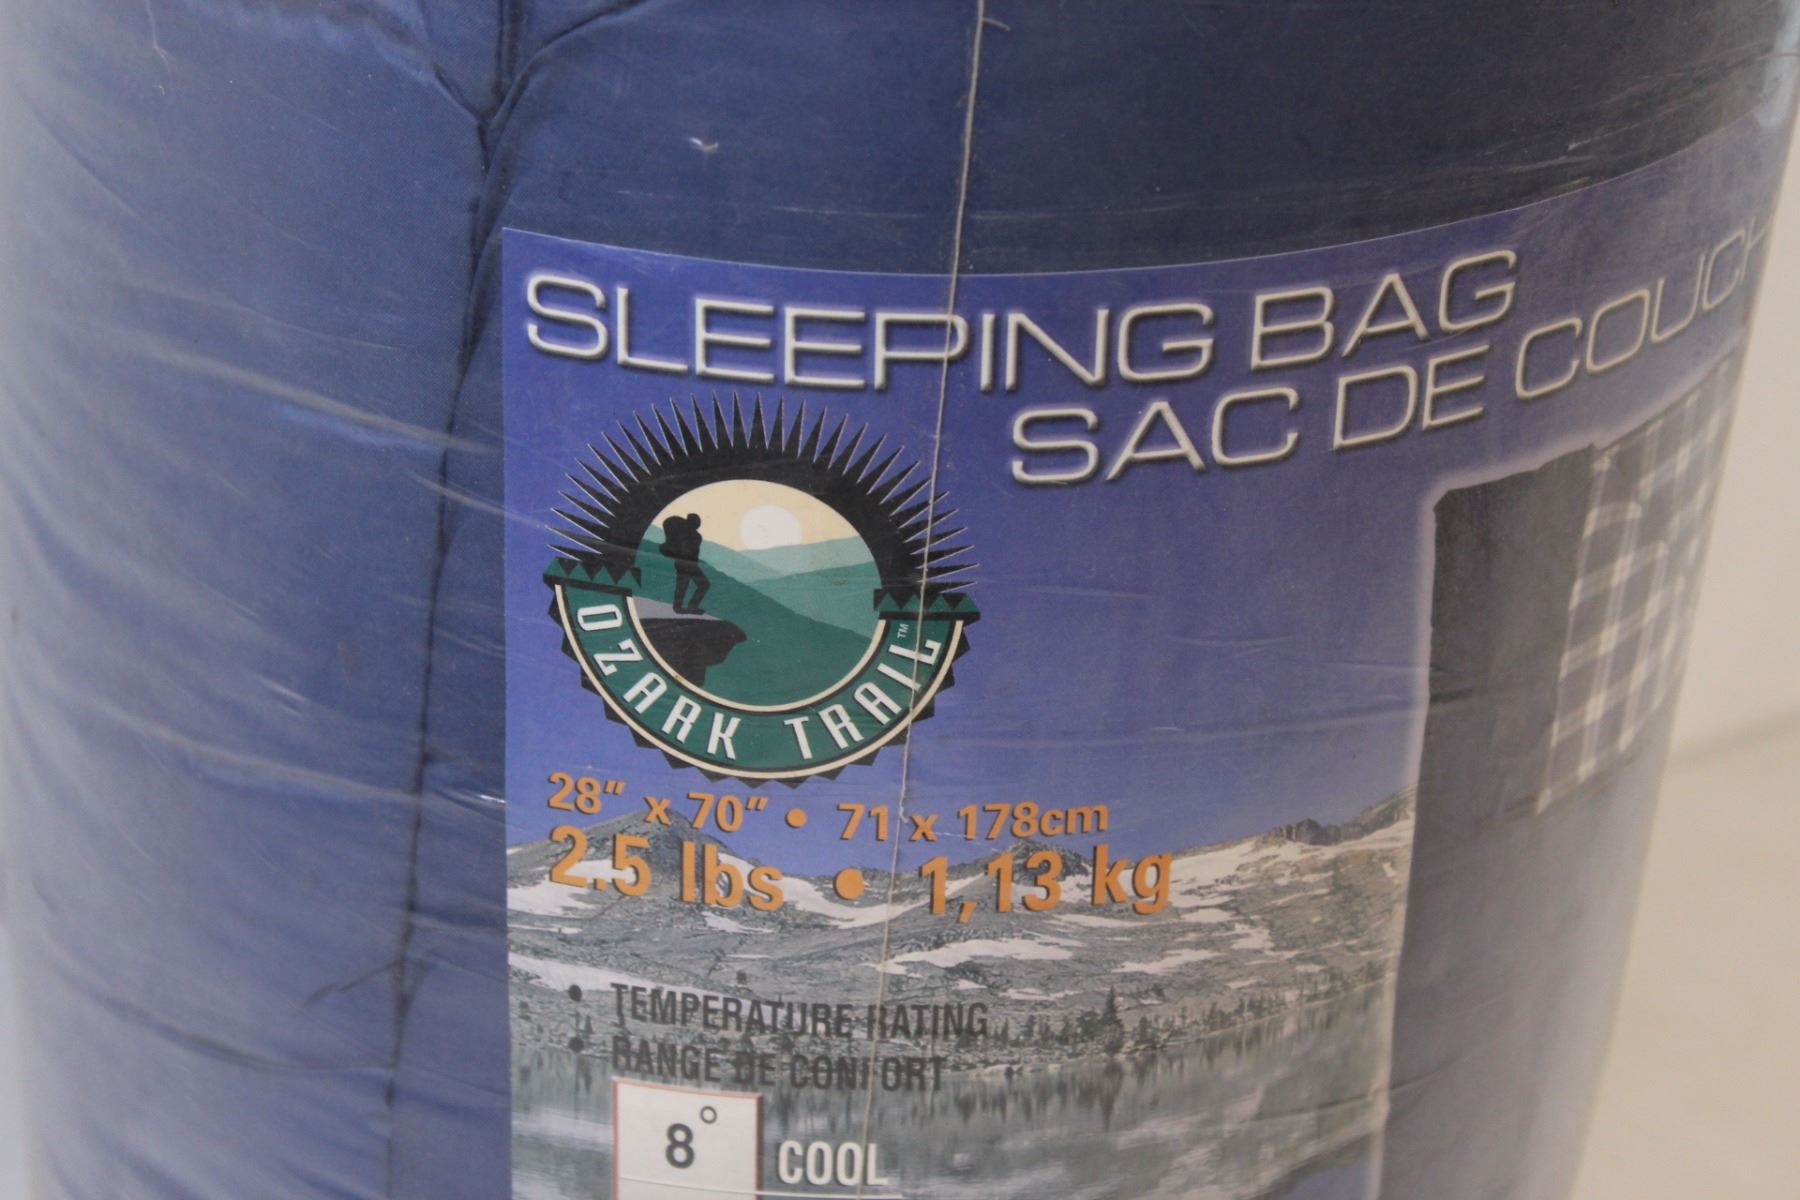 SLEEPING BAG
SAC DE COUCH
OZARK TRAIL™
28" x 70" • 71 x 178cm
2.5 lbs • 1,13 kg
• TEMPERATURE RATING
• RANGE DE CONFORT
8° COOL